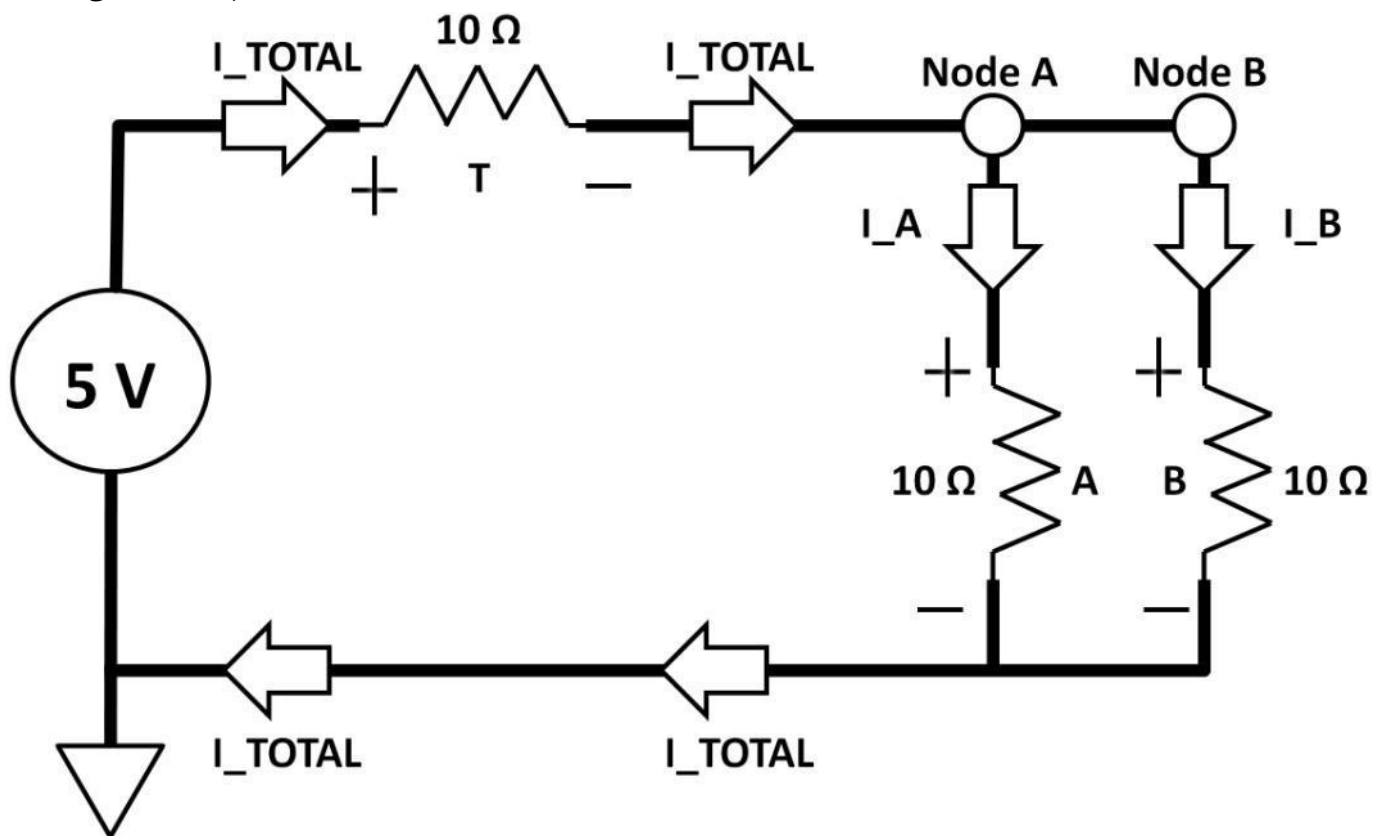 10 Ω
I_TOTAL
I_TOTAL
Node A
Node B
+
T
−
I_A
I_B
5 V
+
+
10 Ω
A
B
10 Ω
−
−
I_TOTAL
I_TOTAL